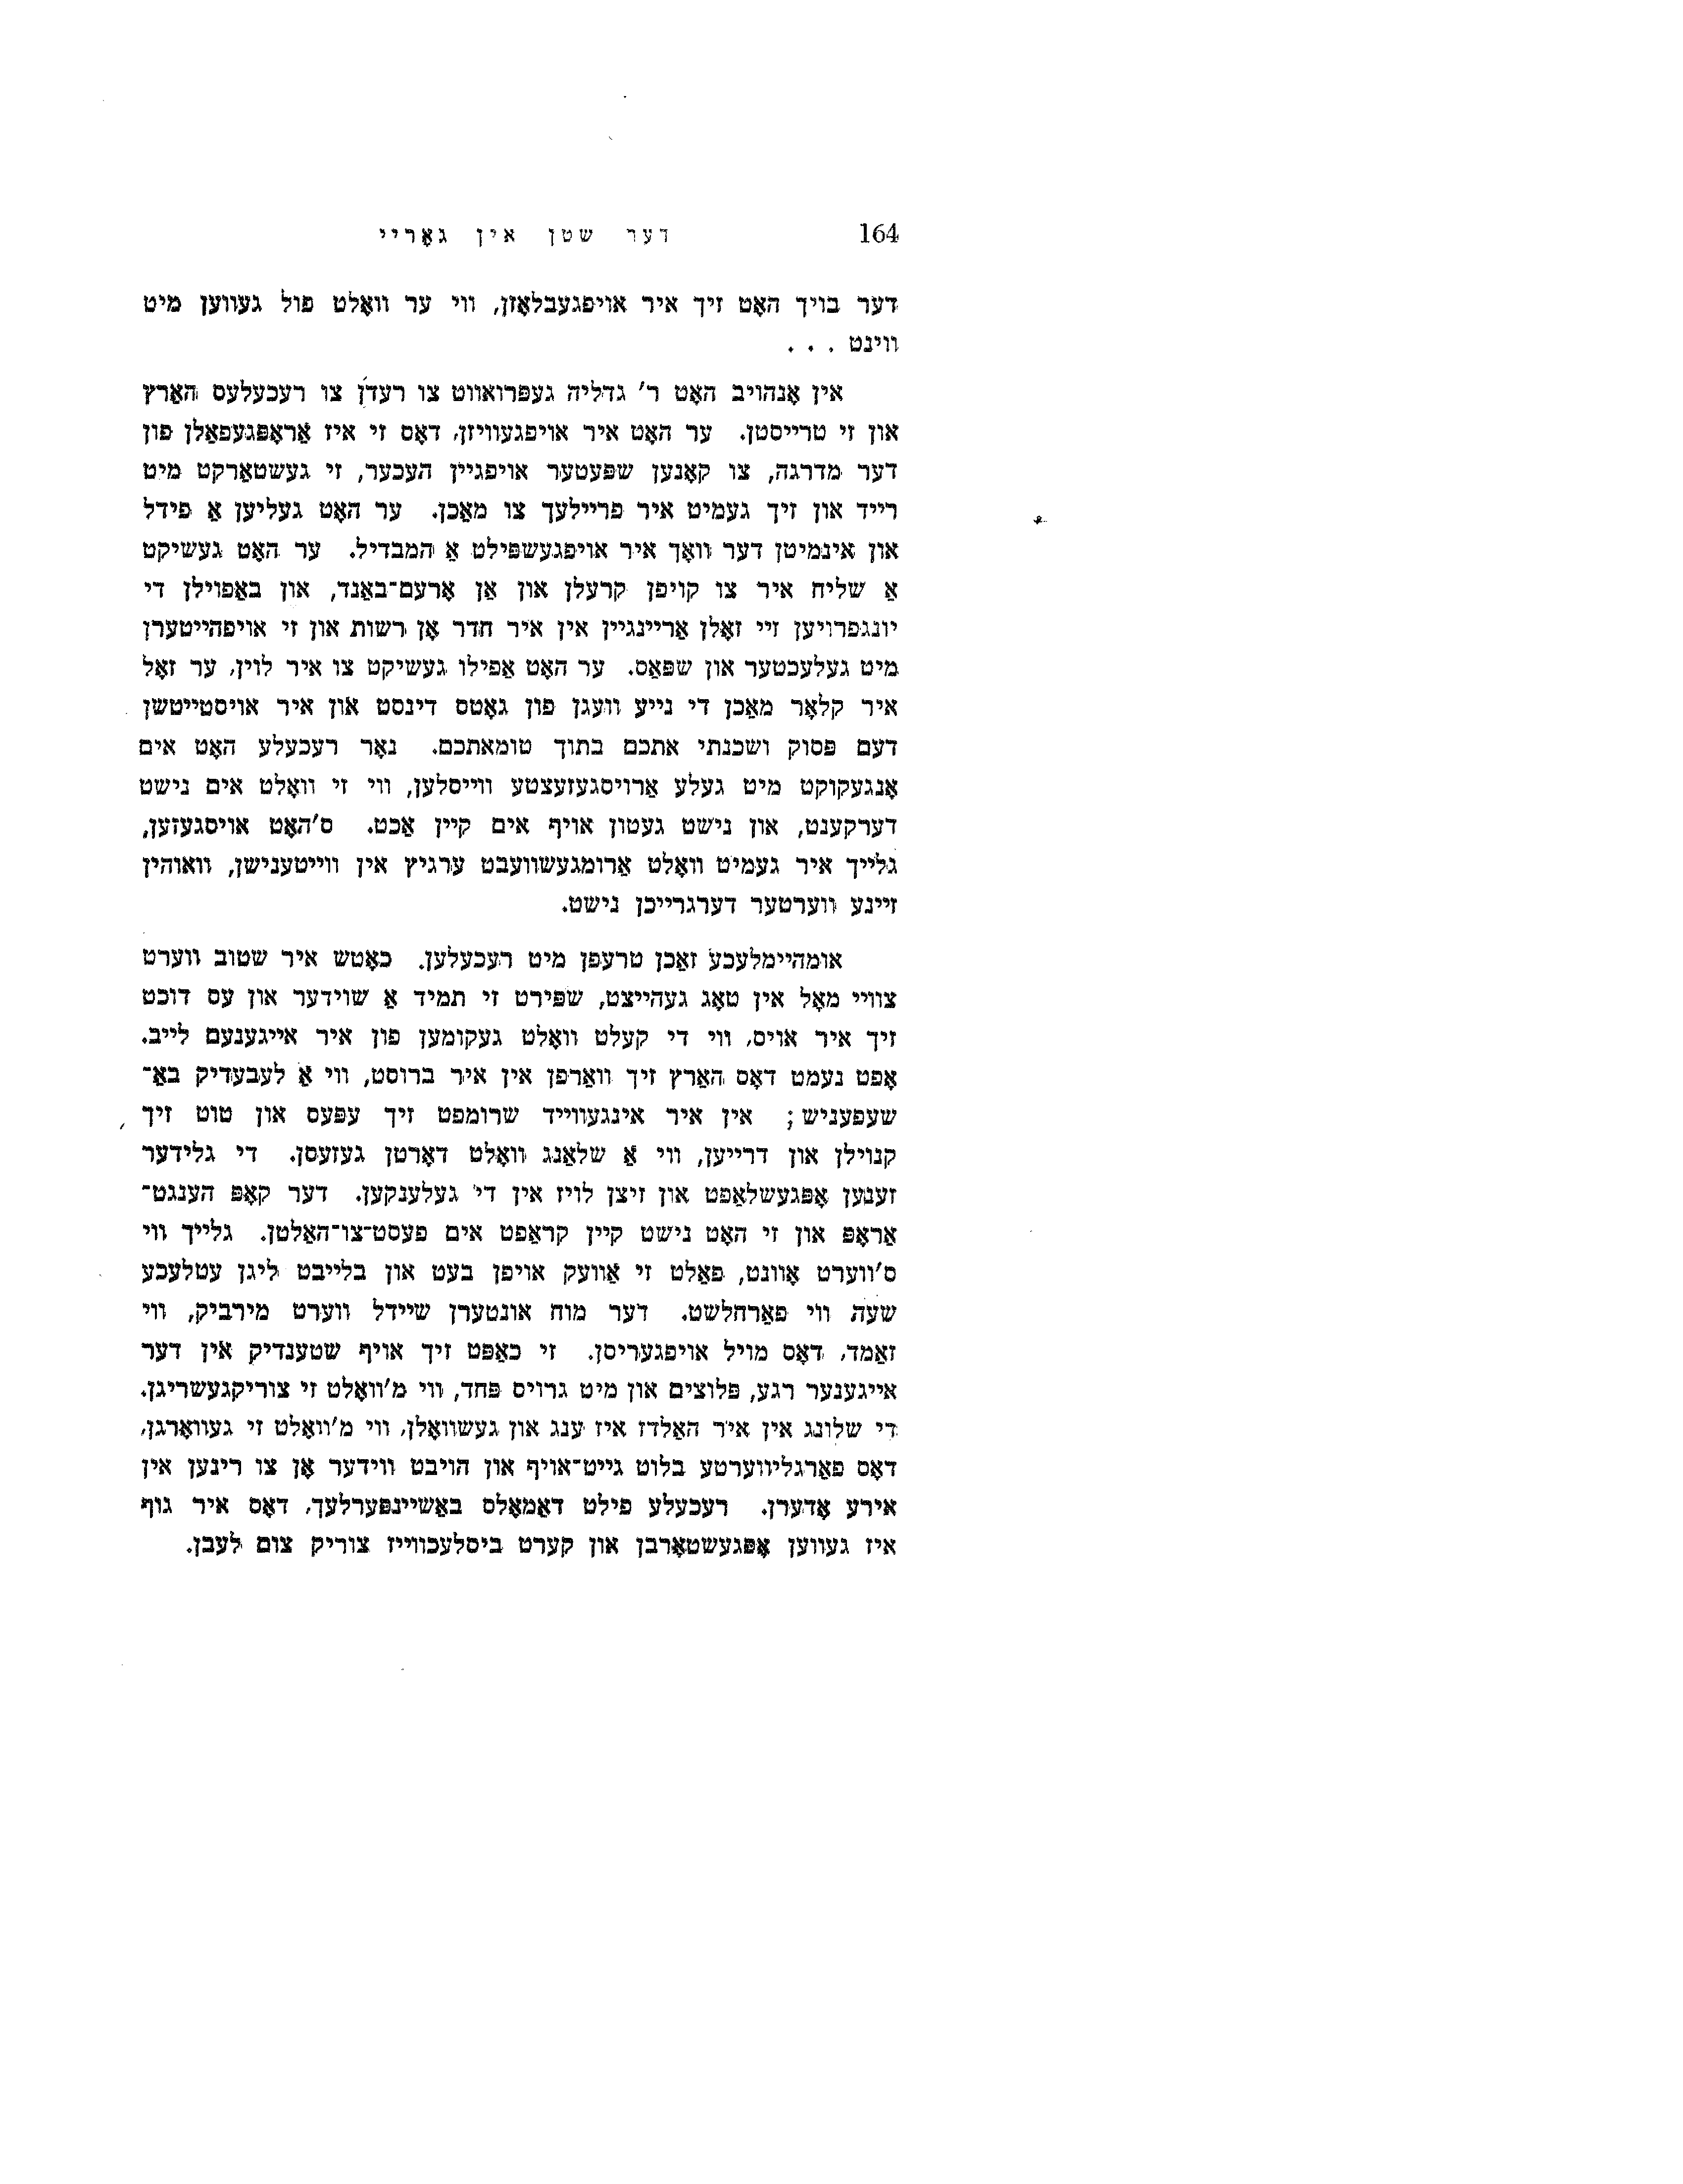 164 דער שטן אין גאָריי
דער בויך האָט זיך איר אויפגעבלאָזן, ווי ער וואָלט פול געווען מיט
ווינט . . .
אין אָנהויב האָט ר' גדליה געפּרואווט צו רעדן צו רעכעלעס האַרץ
און זי טרייסטן. ער האָט איר אויפגעוויזן, דאָס זי איז אַראָפּגעפאַלן פון
דער מדרגה, צו קאָנען שפּעטער אויפגיין העכער, זי געשטאַרקט מיט
רייד און זיך געמיט איר פריילעך צו מאַכן. ער האָט געליען אַ פידל
און אינמיטן דער וואָך איר אויפגעשפּילט אַ המבדיל. ער האָט געשיקט
אַ שליח איר צו קויפן קרעלן און אַן אָרעם־באַנד, און באַפוילן די
יונגפרויען זיי זאָלן אַריינגיין אין איר חדר אָן רשות און זי אויפהייטערן
מיט געלעכטער און שפּאַס. ער האָט אַפילו געשיקט צו איר לוין, ער זאָל
איר קלאָר מאַכן די נייע וועגן פון גאָטס דינסט און איר אויסטייטשן
דעם פּסוק ושכנתי אתכם בתוך טומאתכם. נאָר רעכעלע האָט אים
אָנגעקוקט מיט געלע אַרויסגעזעצטע ווייסלען, ווי זי וואָלט אים נישט
דערקענט, און נישט געטון אויף אים קיין אַכט. ס'האָט אויסגעזען,
גלייך איר געמיט וואָלט אַרומגעשוועבט ערגיץ אין ווייטענישן, וואוהין
זיינע ווערטער דערגרייכן נישט.
אומהיימלעכע זאַכן טרעפן מיט רעכעלען. כאָטש איר שטוב ווערט
צוויי מאָל אין טאָג געהייצט, שפּירט זי תמיד אַ שוידער און עס דוכט
זיך איר אויס, ווי די קעלט וואָלט געקומען פון איר אייגענעם לייב.
אָפט נעמט דאָס האַרץ זיך וואַרפן אין איר ברוסט, ווי אַ לעבעדיק באַ־
שעפעניש; אין איר אינגעווייד שרומפט זיך עפּעס און טוט זיך
קנוילן און דרייען, ווי אַ שלאַנג וואָלט דאָרטן געזעסן. די גלידער
זענען אָפּגעשלאַפט און זיצן לויז אין די געלענקען. דער קאָפּ הענגט־
אַראָפּ און זי האָט נישט קיין קראַפט אים פעסט־צו־האַלטן. גלייך ווי
ס'ווערט אָוונט, פאַלט זי אַוועק אויפן בעט און בלייבט ליגן עטלעכע
שעה ווי פאַרחלשט. דער מוח אונטערן שיידל ווערט מירביק, ווי
זאַמד, דאָס מויל אויפגעריסן. זי כאַפּט זיך אויף שטענדיק אין דער
אייגענער רגע, פּלוצים און מיט גרויס פּחד, ווי מ'וואָלט זי צוריקגעשריגן.
די שלונג אין איר האַלדז איז ענג און געשוואָלן, ווי מ'וואָלט זי געוואָרגן,
דאָס פאַרגליווערטע בלוט גייט־אויף און הויבט ווידער אָן צו רינען אין
אירע אָדערן. רעכעלע פילט דאַמאָלס באַשיינפּערלעך, דאָס איר גוף
איז געווען אָפּגעשטאָרבן און קערט ביסלעכווייז צוריק צום לעבן.